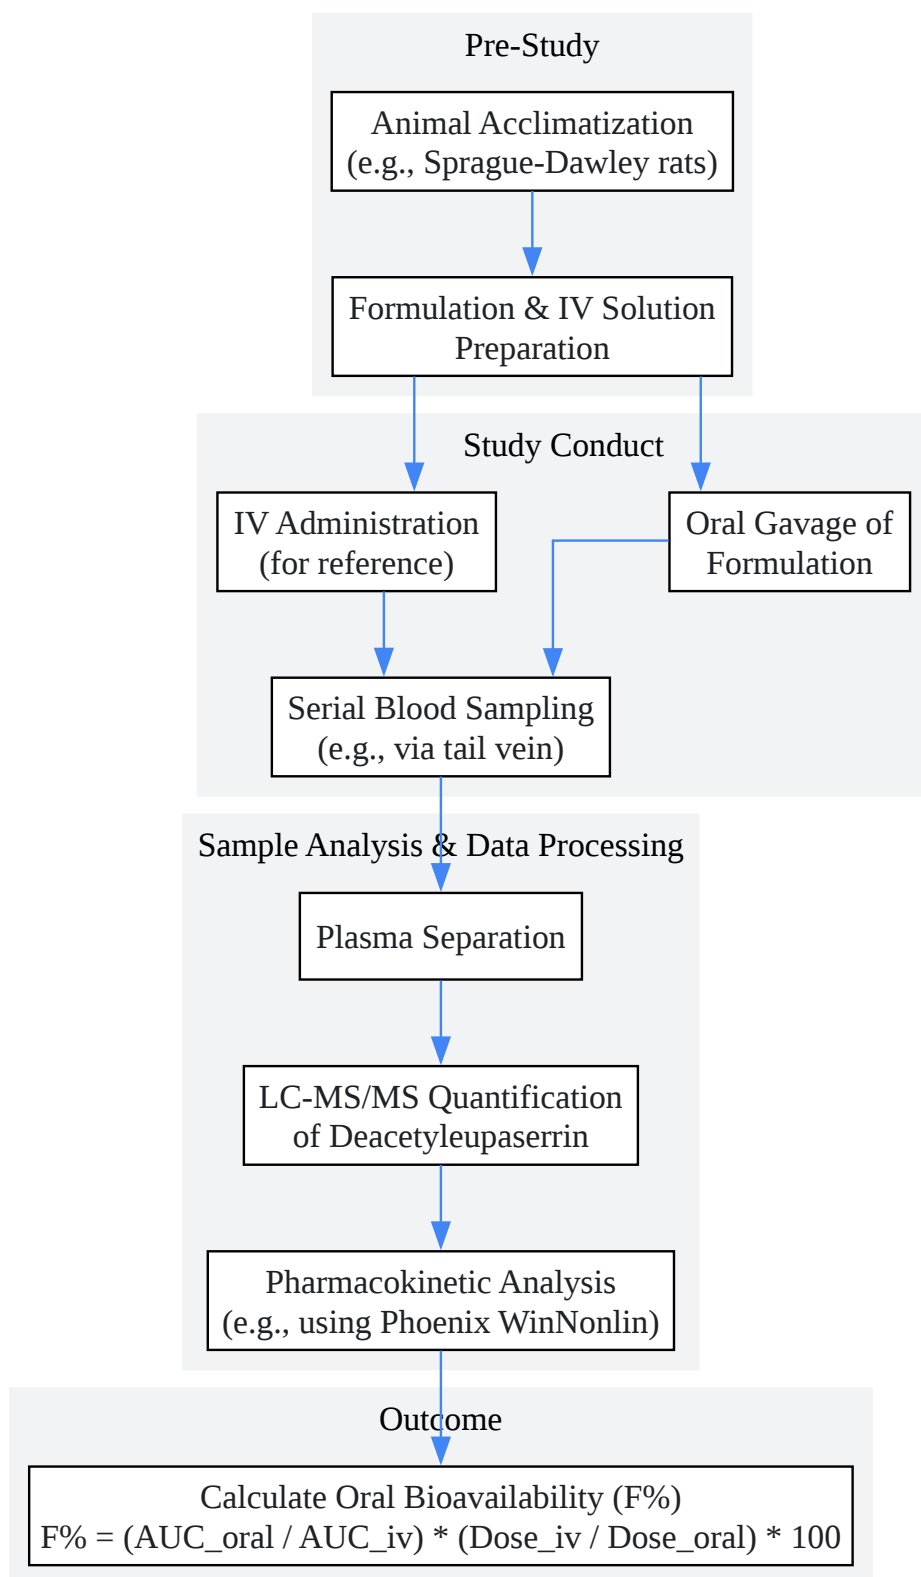 Pre-Study
Animal Acclimatization
(e.g., Sprague-Dawley rats)
Formulation & IV Solution
Preparation
Study Conduct
IV Administration
(for reference)
Oral Gavage of
Formulation
Serial Blood Sampling
(e.g., via tail vein)
Sample Analysis & Data Processing
Plasma Separation
LC-MS/MS Quantification
of Deacetyleupaserrin
Pharmacokinetic Analysis
(e.g., using Phoenix WinNonlin)
Outcome
Calculate Oral Bioavailability (F%)
F% = (AUC_oral / AUC_iv) * (Dose_iv / Dose_oral) * 100